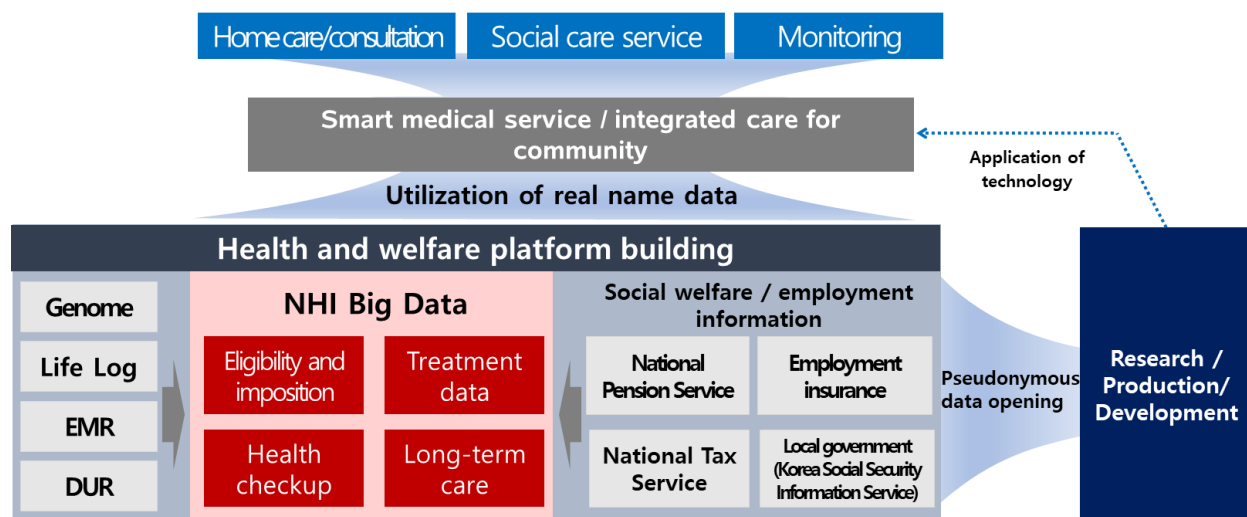 Home care/consultation
Social care service
Monitoring
Smart medical service / integrated care for
community
Application of
technology
Utilization of real name data
Health and welfare platform building
Genome
Life Log
EMR
DUR
NHI Big Data
Eligibility and
imposition
Treatment
data
Health
checkup
Long-term
care
Social welfare / employment
information
National
Pension Service
Employment
insurance
National Tax
Service
Local government
(Korea Social Security
Information Service)
Pseudonymous
data opening
Research /
Production/
Development